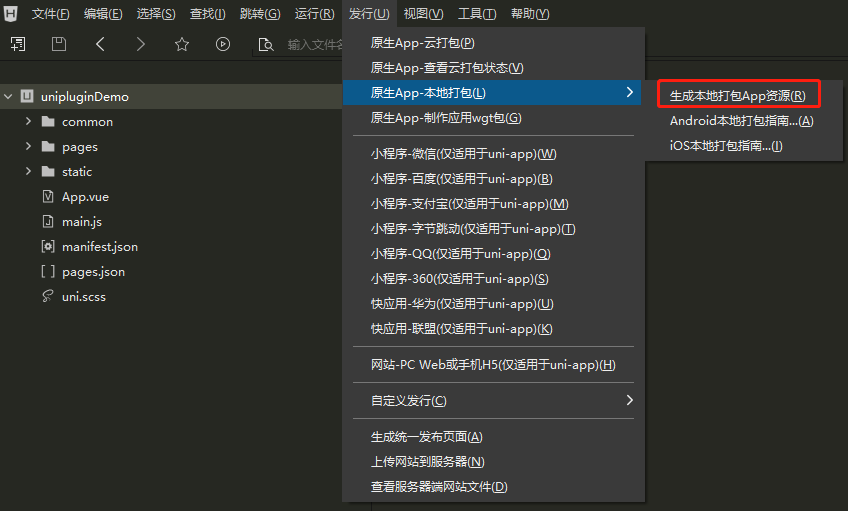 文件(F) 编辑(E) 选择(S) 查找(I) 跳转(G) 运行(R) 发行(U) 视图(V) 工具(T) 帮助(Y)
输入文件名
unipluginDemo
common
pages
static
App.vue
main.js
manifest.json
pages.json
uni.scss
原生App-云打包(P)
原生App-查看云打包状态(V)
原生App-本地打包(L)
原生App-制作应用wgt包(G)
小程序-微信(仅适用于uni-app)(W)
小程序-百度(仅适用于uni-app)(B)
小程序-支付宝(仅适用于uni-app)(M)
小程序-字节跳动(仅适用于uni-app)(T)
小程序-QQ(仅适用于uni-app)(Q)
小程序-360(仅适用于uni-app)(S)
快应用-华为(仅适用于uni-app)(U)
快应用-联盟(仅适用于uni-app)(K)
网站-PC Web或手机H5(仅适用于uni-app)(H)
自定义发行(C)
生成统一发布页面(A)
上传网站到服务器(N)
查看服务器端网站文件(D)
生成本地打包App资源(R)
Android本地打包指南...(A)
iOS本地打包指南...(I)